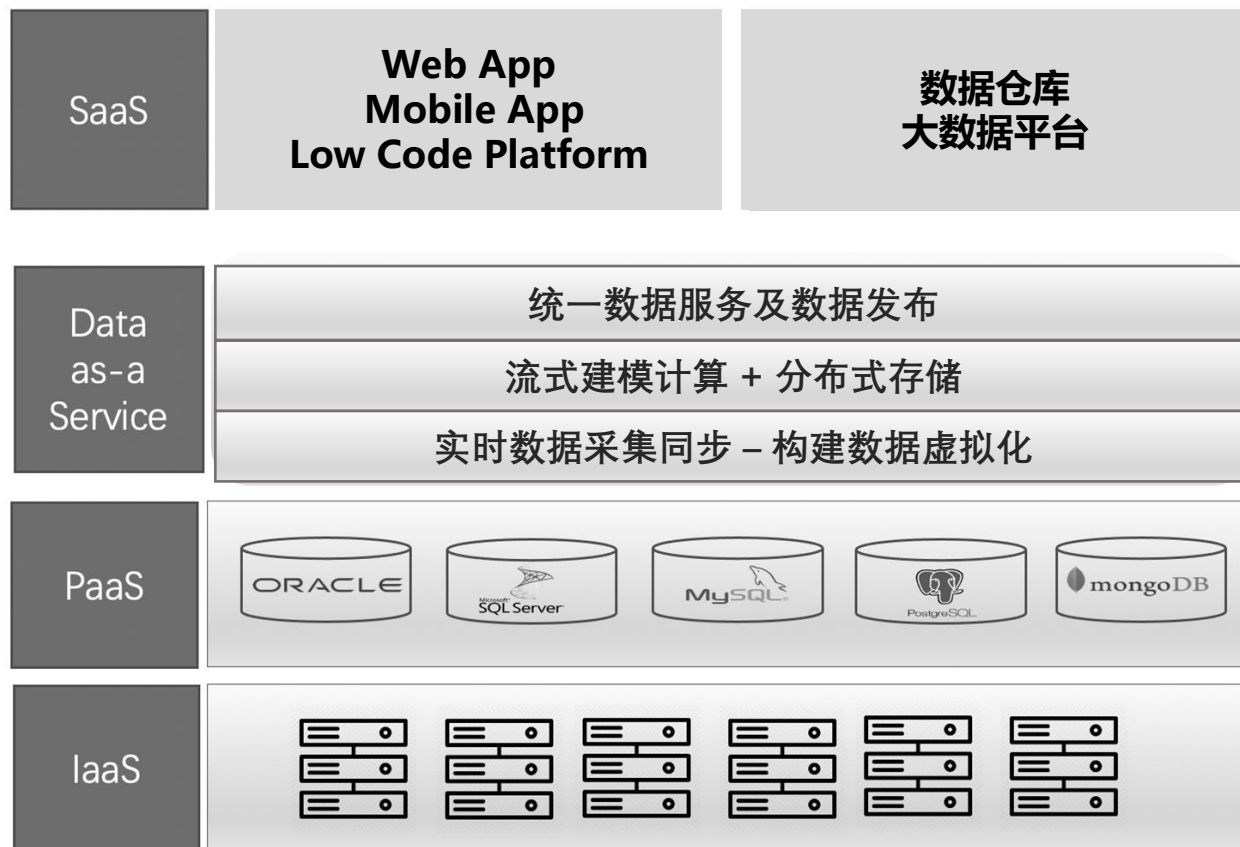 SaaS
Web App
Mobile App
Low Code Platform
数据仓库
大数据平台
Data
as-a
Service
统一数据服务及数据发布
流式建模计算 + 分布式存储
实时数据采集同步 – 构建数据虚拟化
PaaS
ORACLE
Microsoft
SQL Server
MySQL
PostgreSQL
mongoDB
IaaS